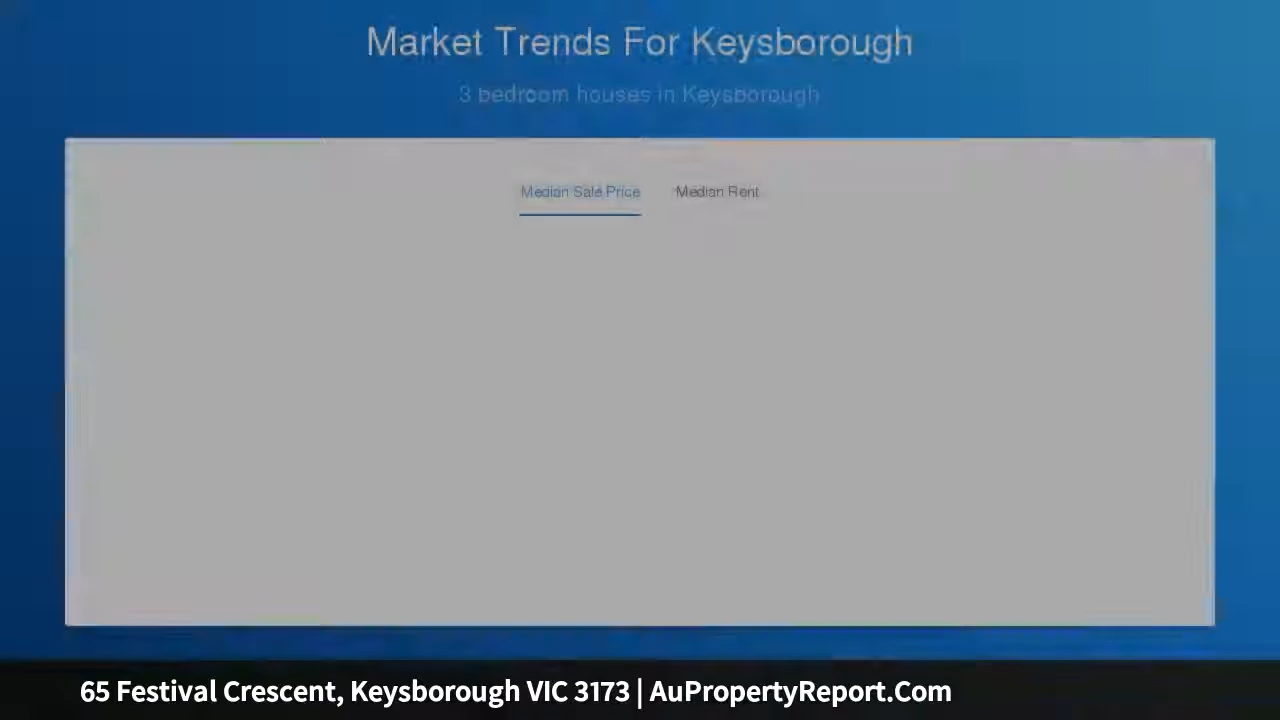 Market Trends For Keysborough
3 bedroom houses in Keysborough
Median Sale Price Median Rent
65 Festival Crescent, Keysborough VIC 3173 | AuPropertyReport.Com